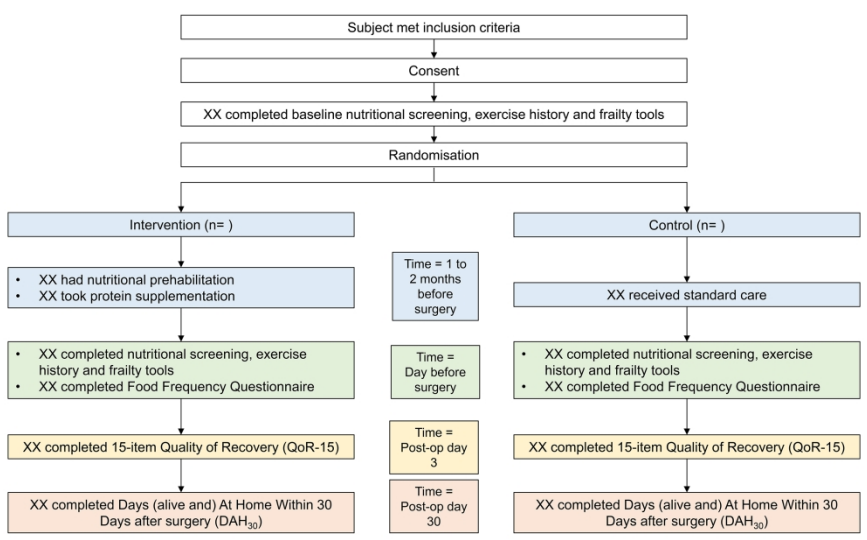 Subject met inclusion criteria
Consent
XX completed baseline nutritional screening, exercise history and frailty tools
Randomisation
Intervention (n= )
Control (n= )
• XX had nutritional prehabilitation
• XX took protein supplementation
Time = 1 to
2 months
before
surgery
XX received standard care
• XX completed nutritional screening, exercise
history and frailty tools
• XX completed Food Frequency Questionnaire
Time =
Day before
surgery
• XX completed nutritional screening, exercise
history and frailty tools
• XX completed Food Frequency Questionnaire
XX completed 15-item Quality of Recovery (QoR-15)
Time =
Post-op day
3
XX completed 15-item Quality of Recovery (QoR-15)
XX completed Days (alive and) At Home Within 30
Days after surgery (DAH30)
Time =
Post-op day
30
XX completed Days (alive and) At Home Within 30
Days after surgery (DAH30)